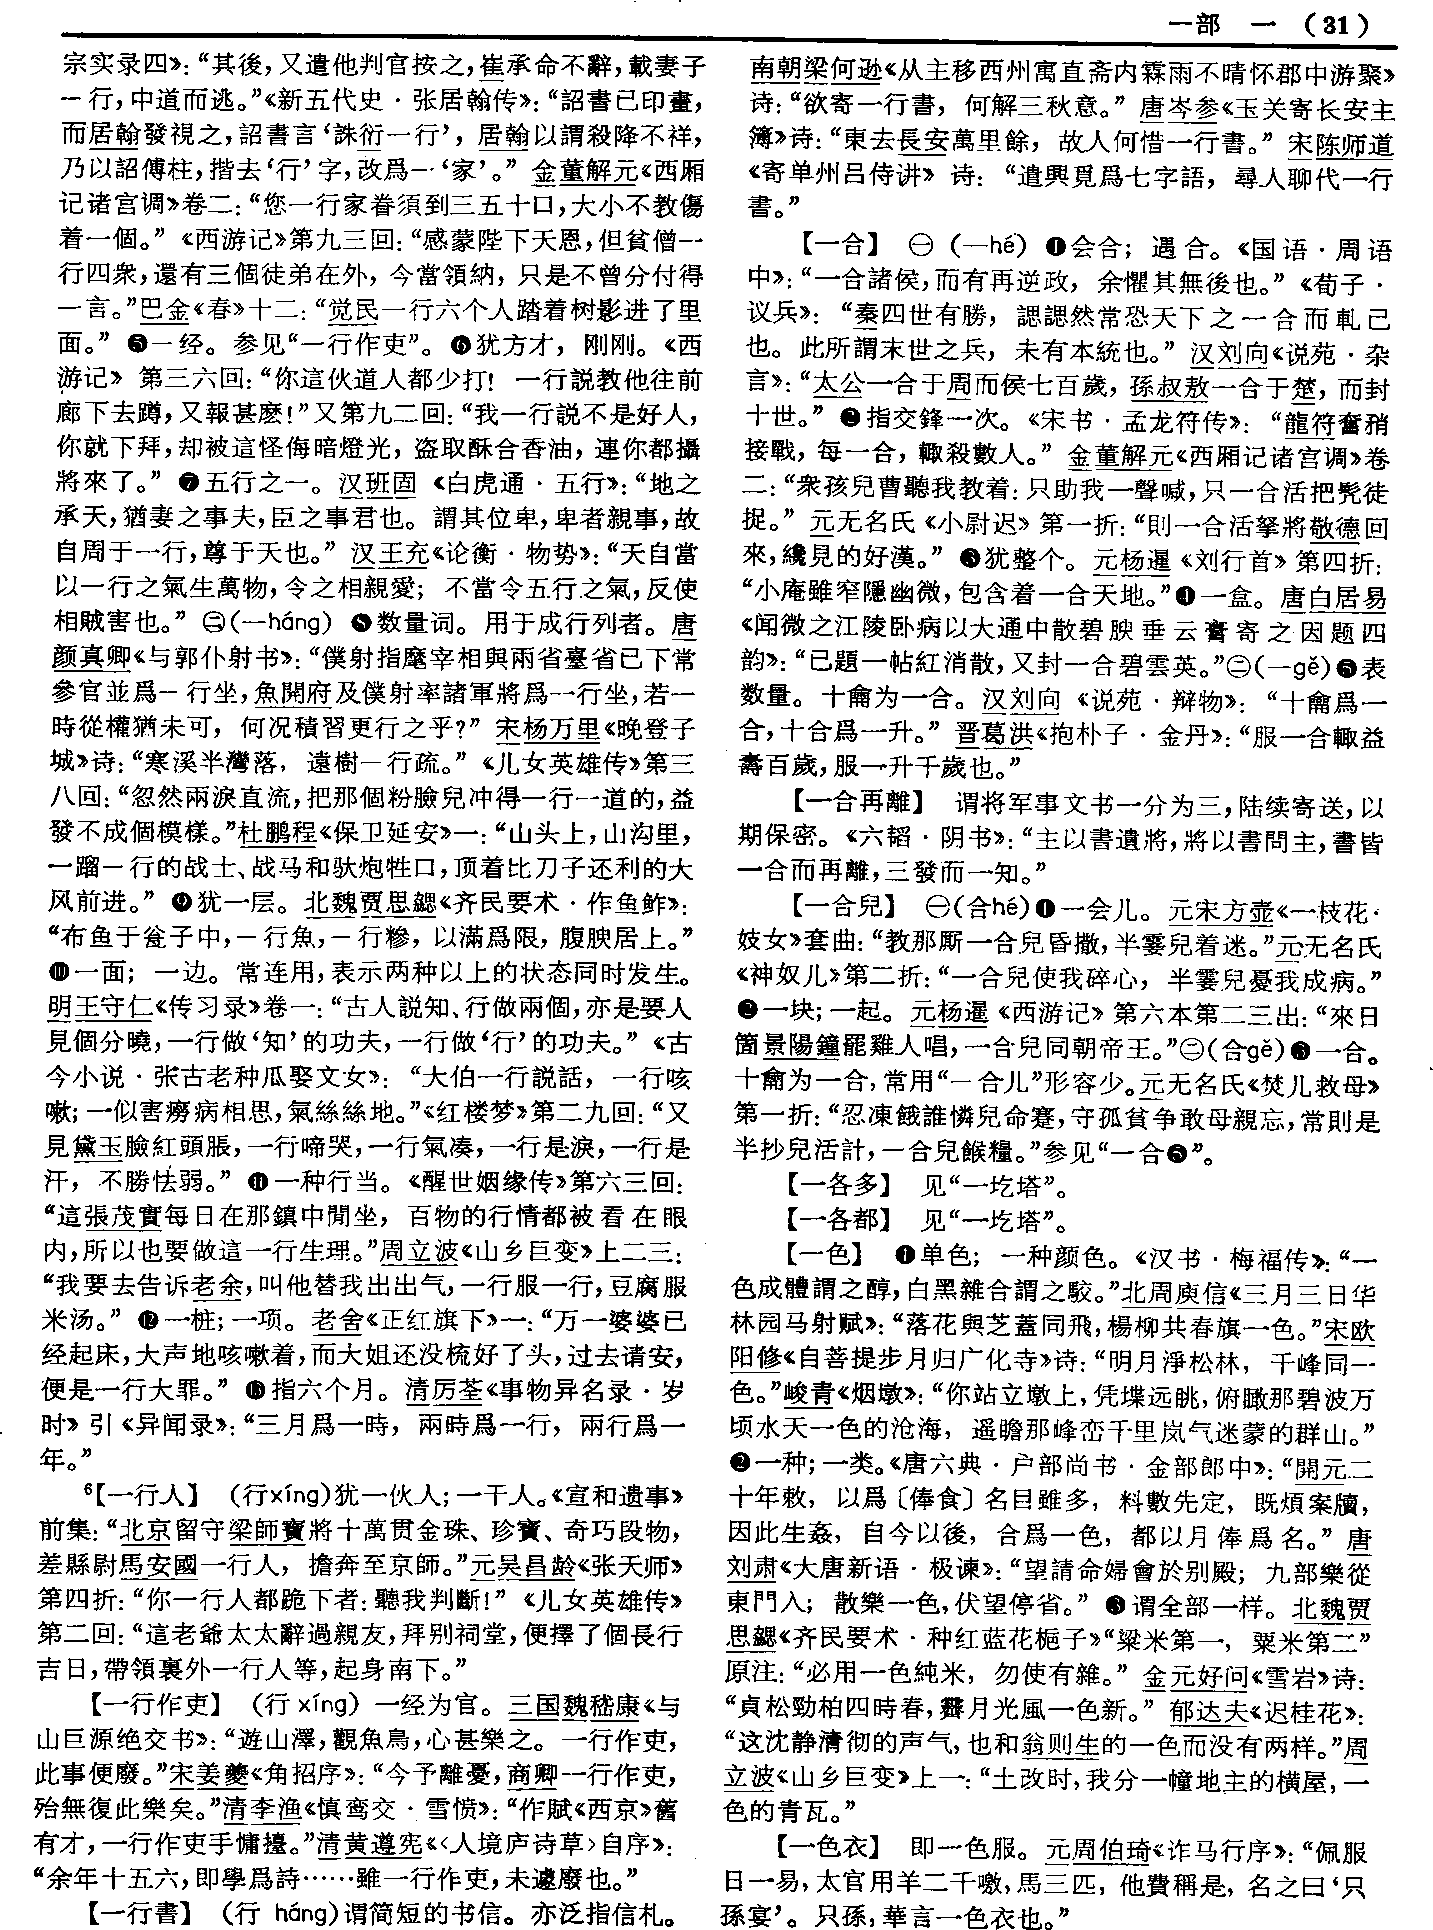 一部　一　（31）
宗实录四》：“其後，又遣他判官按之，崔承命不辭，載妻子
一行，中道而逃。”《新五代史·张居翰传》：“詔書已印畫，
而居翰發視之，詔書言‘誅衍一行’，居翰以謂殺降不祥，
乃以詔傅柱，揩去‘行’字，改爲一‘家’。”金董解元《西厢
记诸宫调》卷二：“您一行家眷須到三五十口，大小不教傷
着一個。”《西游记》第九三回：“感蒙陛下天恩，但貧僧一
行四衆，還有三個徒弟在外，今當領納，只是不曾分付得
一言。”巴金《春》十二：“觉民一行六个人踏着树影进了里
面。”❺一经。参见“一行作吏”。❻犹方才，刚刚。《西
游记》第三六回：“你這伙道人都少打！一行説教他往前
廊下去蹲，又報甚麽！”又第九二回：“我一行説不是好人，
你就下拜，却被這怪侮暗燈光，盗取酥合香油，連你都攝
將來了。”❼五行之一。汉班固《白虎通·五行》：“地之
承天，猶妻之事夫，臣之事君也。謂其位卑，卑者親事，故
自周于一行，尊于天也。”汉王充《论衡·物势》：“天自當
以一行之氣生萬物，令之相親愛；不當令五行之氣，反使
相賊害也。”㊁（一háng）❽数量词。用于成行列者。唐
颜真卿《与郭仆射书》：“僕射指麾宰相與兩省臺省已下常
參官並爲一行坐，魚開府及僕射率諸軍將爲一行坐，若一
時從權猶未可，何况積習更行之乎？”宋杨万里《晚登子
城》诗：“寒溪半灣落，遠樹一行疏。”《儿女英雄传》第三
八回：“忽然兩淚直流，把那個粉臉兒冲得一行一道的，益
發不成個模樣。”杜鹏程《保卫延安》一：“山头上，山沟里，
一蹓一行的战士、战马和驮炮牲口，顶着比刀子还利的大
风前进。”❾犹一层。北魏贾思勰《齐民要术·作鱼鲊》：
“布鱼于瓮子中，一行魚，一行糝，以滿爲限，腹腴居上。”
❿一面；一边。常连用，表示两种以上的状态同时发生。
明王守仁《传习录》卷一：“古人説知、行做兩個，亦是要人
見個分曉，一行做‘知’的功夫，一行做‘行’的功夫。”《古
今小说·张古老种瓜娶文女》：“大伯一行説話，一行咳
嗽；一似害癆病相思，氣絲絲地。”《红楼梦》第二九回：“又
見黛玉臉紅頭脹，一行啼哭，一行氣凑，一行是淚，一行是
汗，不勝怯弱。”⓫一种行当。《醒世姻缘传》第六三回：
“這張茂實每日在那鎮中閒坐，百物的行情都被看在眼
内，所以也要做這一行生理。”周立波《山乡巨变》上二三：
“我要去告诉老余，叫他替我出出气，一行服一行，豆腐服
米汤。”⓬一桩；一项。老舍《正红旗下》一：“万一婆婆已
经起床，大声地咳嗽着，而大姐还没梳好了头，过去请安，
便是一行大罪。”⓭指六个月。清厉荃《事物异名录·岁
时》引《异闻录》：“三月爲一時，兩時爲一行，兩行爲一
年。”
⁶【一行人】（行xíng）犹一伙人；一干人。《宣和遗事》
前集：“北京留守梁師寶將十萬贯金珠、珍寶、奇巧段物，
差縣尉馬安國一行人，擔奔至京師。”元吴昌龄《张天师》
第四折：“你一行人都跪下者：聽我判斷！”《儿女英雄传》
第二回：“這老爺太太辭過親友，拜别祠堂，便擇了個長行
吉日，帶領裏外一行人等，起身南下。”
【一行作吏】（行xíng）一经为官。三国魏嵇康《与
山巨源绝交书》：“遊山澤，觀魚鳥，心甚樂之。一行作吏，
此事便廢。”宋姜夔《角招序》：“今予離憂，商卿一行作吏，
殆無復此樂矣。”清李渔《慎鸾交·雪愤》：“作賦《西京》舊
有才，一行作吏手慵擡。”清黄遵宪《〈人境庐诗草〉自序》：
“余年十五六，即學爲詩……雖一行作吏，未遽廢也。”
【一行書】（行 háng）谓简短的书信。亦泛指信札。
南朝梁何逊《从主移西州寓直斋内霖雨不晴怀郡中游聚》
诗：“欲寄一行書，何解三秋意。”唐岑参《玉关寄长安主
簿》诗：“東去長安萬里餘，故人何惜一行書。”宋陈师道
《寄单州吕侍讲》诗：“遣興覓爲七字語，尋人聊代一行
書。”
【一合】㊀（一hé）❶会合；遇合。《国语·周语
中》：“一合諸侯，而有再逆政，余懼其無後也。”《荀子·
议兵》：“秦四世有勝，諰諰然常恐天下之一合而軋己
也。此所謂末世之兵，未有本統也。”汉刘向《说苑·杂
言》：“太公一合于周而侯七百歲，孫叔敖一合于楚，而封
十世。”❷指交鋒一次。《宋书·孟龙符传》：“龍符奮矟
接戰，每一合，輒殺數人。”金董解元《西厢记诸宫调》卷
二：“衆孩兒曹聽我教着：只助我一聲喊，只一合活把髡徒
捉。”元无名氏《小尉迟》第一折：“則一合活拏將敬德回
來，纔見的好漢。”❸犹整个。元杨暹《刘行首》第四折：
“小庵雖窄隱幽微，包含着一合天地。”❹一盒。唐白居易
《闻微之江陵卧病以大通中散碧腴垂云膏寄之因题四
韵》：“已題一帖紅消散，又封一合碧雲英。”㊁（一gě）❺表
数量。十龠为一合。汉刘向《说苑·辩物》：“十龠爲一
合，十合爲一升。”晋葛洪《抱朴子·金丹》：“服一合輒益
壽百歲，服一升千歲也。”
【一合再離】谓将军事文书一分为三，陆续寄送，以
期保密。《六韬·阴书》：“主以書遺將，將以書問主，書皆
一合而再離，三發而一知。”
【一合兒】㊀（合hé）❶一会儿。元宋方壶《一枝花·
妓女》套曲：“教那厮一合兒昏撒，半霎兒着迷。”元无名氏
《神奴儿》第二折：“一合兒使我碎心，半霎兒憂我成病。”
❷一块；一起。元杨暹《西游记》第六本第二三出：“來日
箇景陽鐘罷雞人唱，一合兒同朝帝王。”㊁（合gě）❸一合。
十龠为一合，常用“一合儿”形容少。元无名氏《焚儿救母》
第一折：“忍凍餓誰憐兒命蹇，守孤貧争敢母親忘，常則是
半抄兒活計，一合兒餱糧。”参见“一合❺”。
【一各多】　见“一圪塔”。
【一各都】　见“一圪塔”。
【一色】❶单色；一种颜色。《汉书·梅福传》：“一
色成體謂之醇，白黑雜合謂之駮。”北周庾信《三月三日华
林园马射赋》：“落花與芝蓋同飛，楊柳共春旗一色。”宋欧
阳修《自菩提步月归广化寺》诗：“明月淨松林，千峰同一
色。”峻青《烟墩》：“你站立墩上，凭堞远眺，俯瞰那碧波万
顷水天一色的沧海，遥瞻那峰峦千里岚气迷蒙的群山。”
❷一种；一类。《唐六典·户部尚书·金部郎中》：“開元二
十年敕，以爲〔俸食〕名目雖多，料數先定，既煩案牘，
因此生姦，自今以後，合爲一色，都以月俸爲名。”唐
刘肃《大唐新语·极谏》：“望請命婦會於别殿；九部樂從
東門入；散樂一色，伏望停省。”❸谓全部一样。北魏贾
思勰《齐民要术·种红蓝花栀子》“粱米第一，粟米第二”
原注：“必用一色純米，勿使有雜。”金元好问《雪岩》诗：
“貞松勁柏四時春，霽月光風一色新。”郁达夫《迟桂花》：
“这沈静清彻的声气，也和翁则生的一色而没有两样。”周
立波《山乡巨变》上一：“土改时，我分一幢地主的横屋，一
色的青瓦。”
【一色衣】　即一色服。元周伯琦《诈马行序》：“佩服
日一易，太官用羊二千噭，馬三匹，他費稱是，名之曰‘只
孫宴’。只孫，華言一色衣也。”